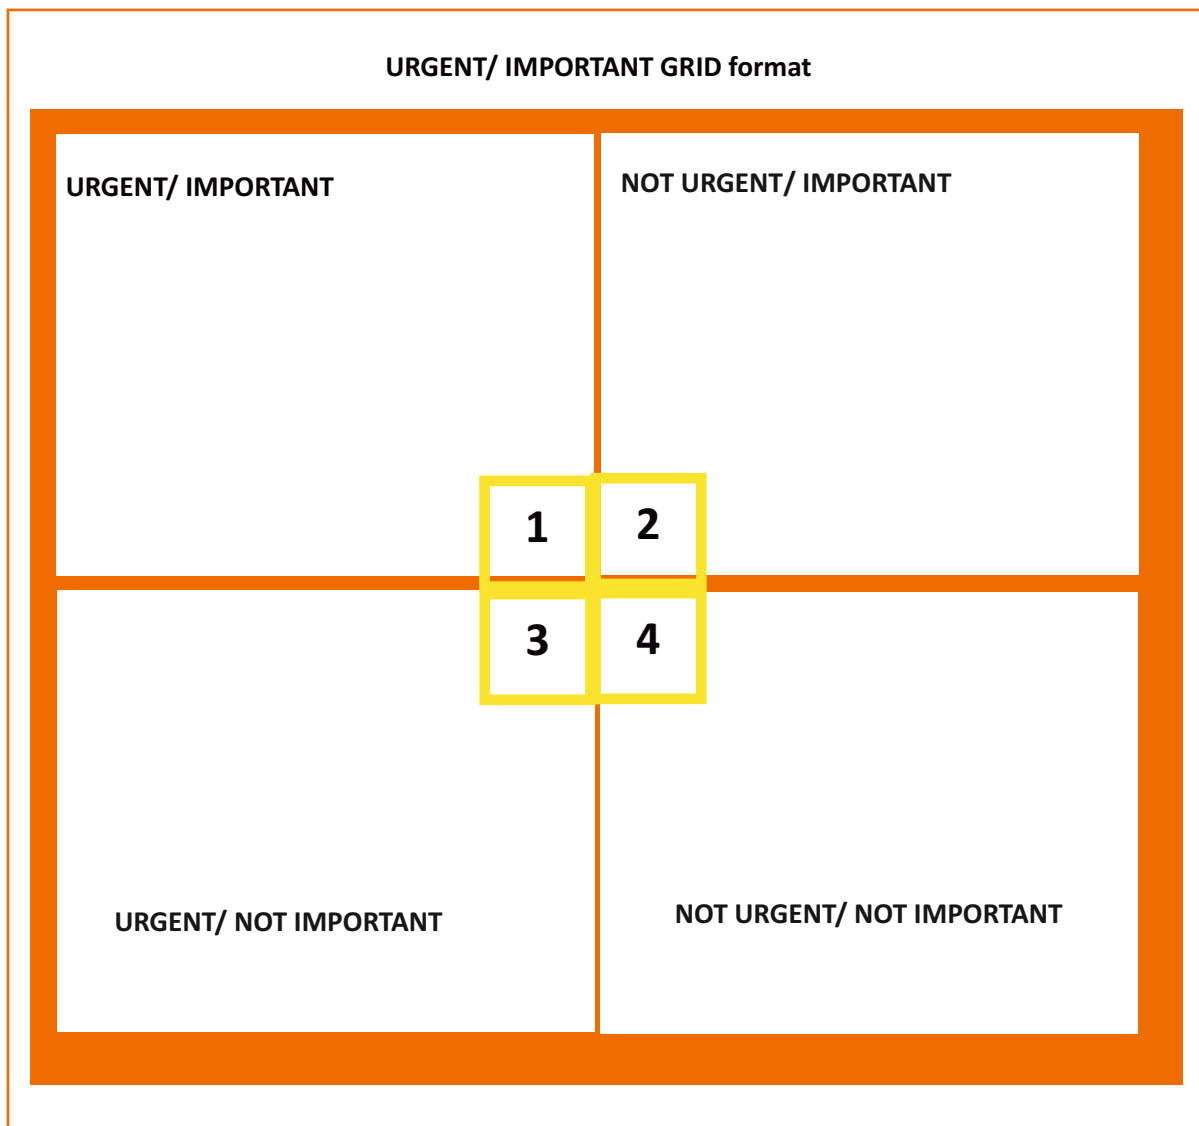 URGENT/ IMPORTANT GRID format
URGENT/ IMPORTANT
NOT URGENT/ IMPORTANT
1
2
3
4
URGENT/ NOT IMPORTANT
NOT URGENT/ NOT IMPORTANT